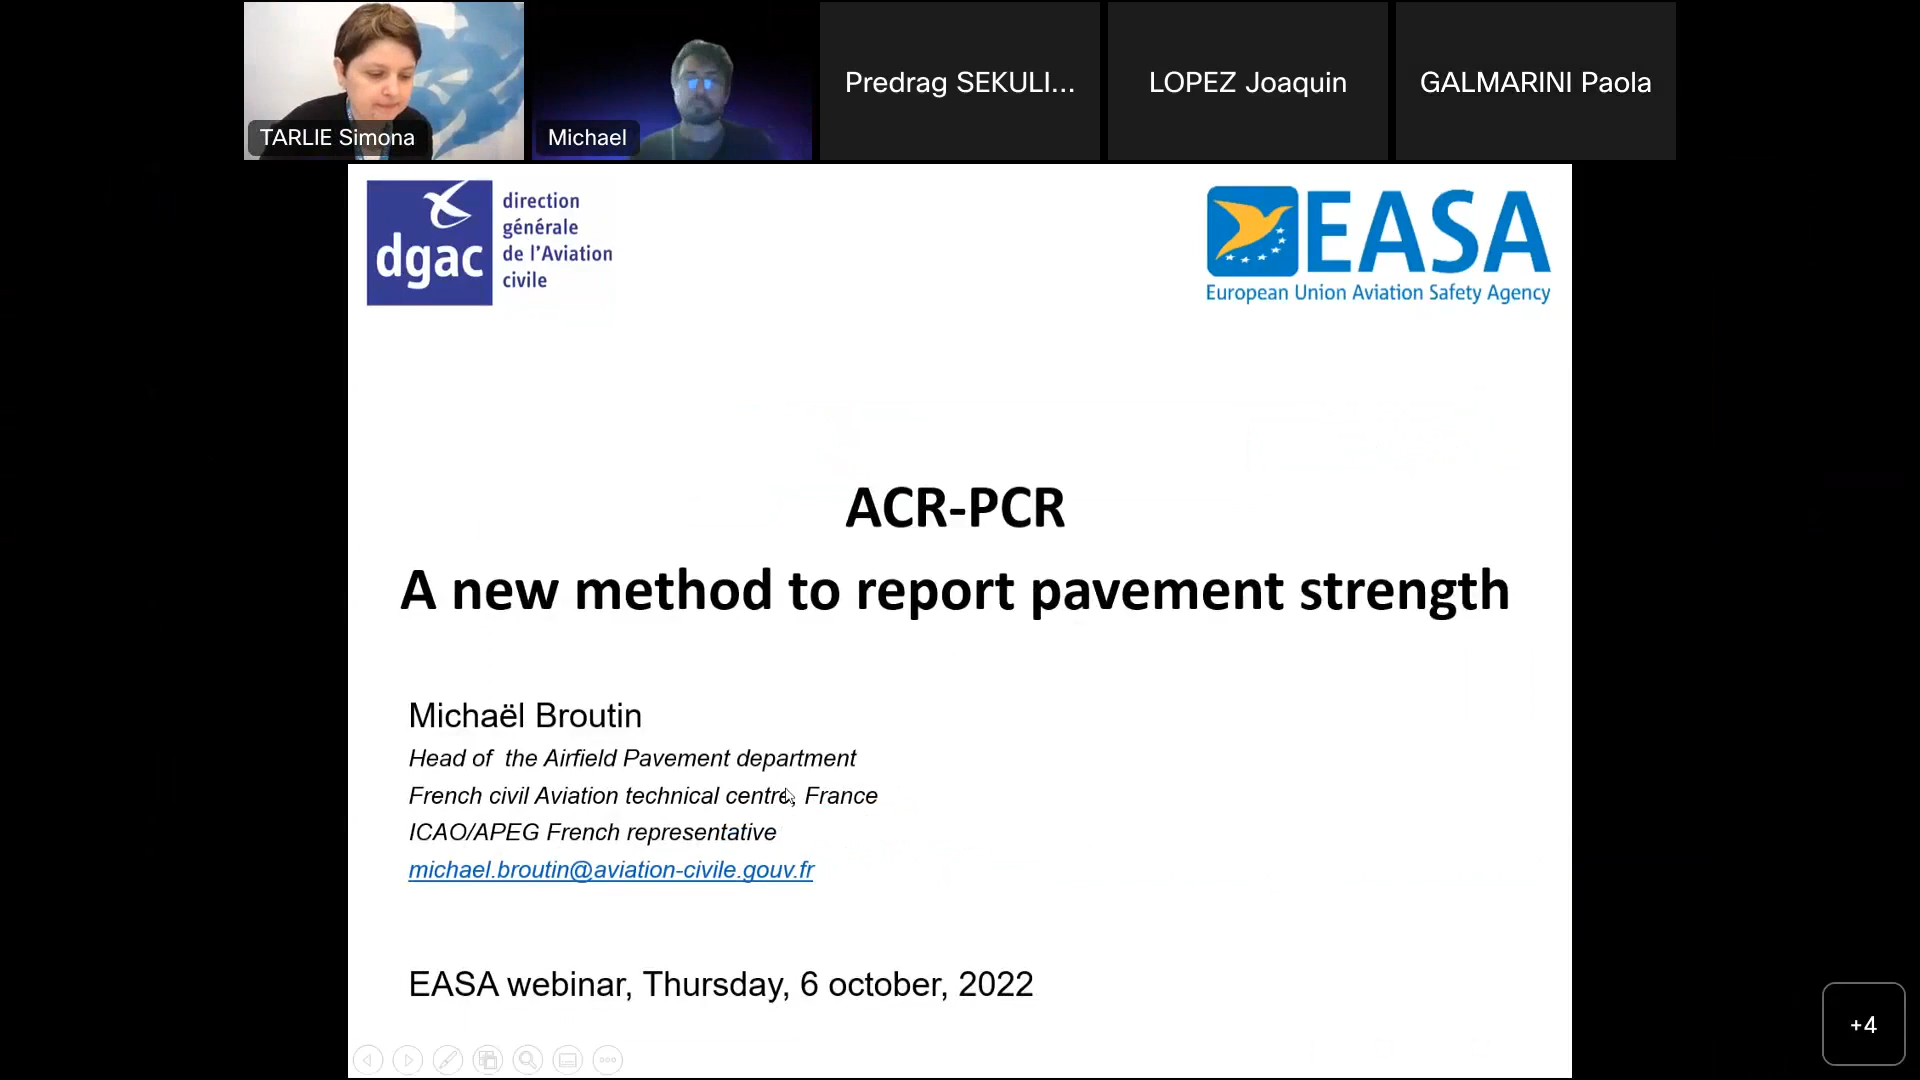 TARLIE Simona
Michael
Predrag SEKULI...
LOPEZ Joaquin
GALMARINI Paola
dgac
direction
générale
de l'Aviation
civile
EASA
European Union Aviation Safety Agency
ACR-PCR
A new method to report pavement strength
Michaël Broutin
Head of the Airfield Pavement department
French civil Aviation technical centre, France
ICAO/APEG French representative
michael.broutin@aviation-civile.gouv.fr
EASA webinar, Thursday, 6 october, 2022
+4